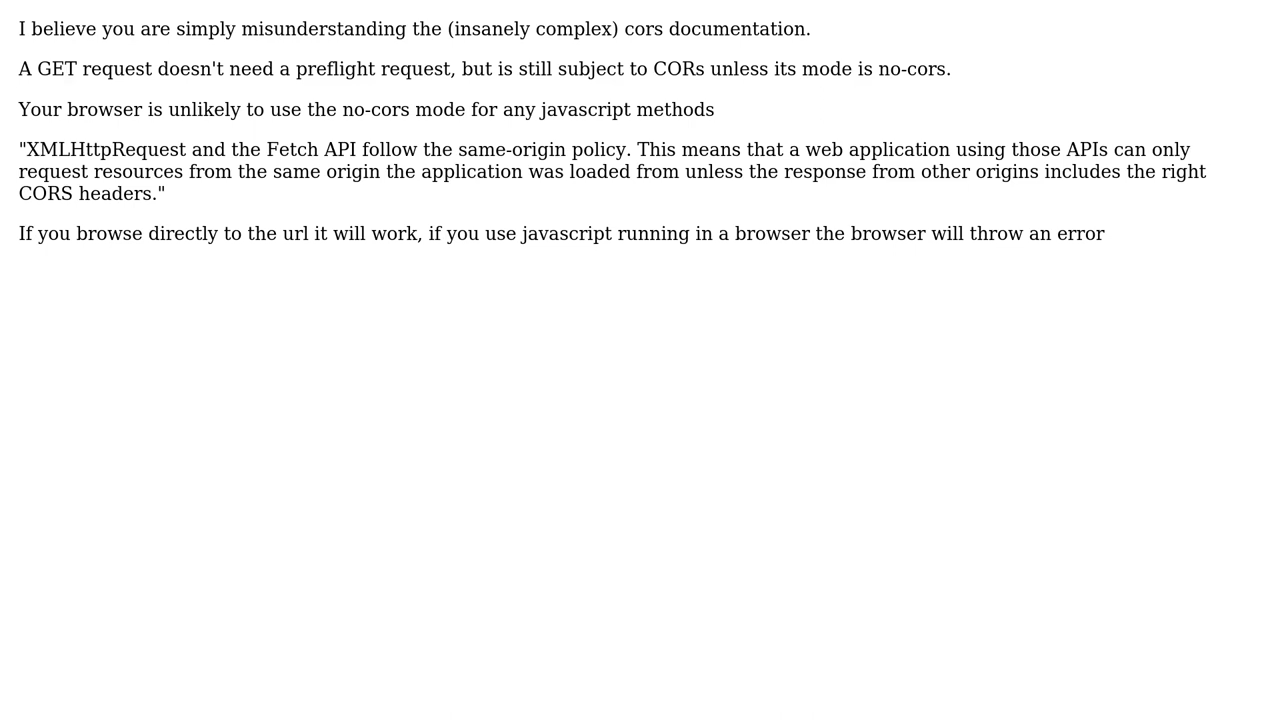 I believe you are simply misunderstanding the (insanely complex) cors documentation.
A GET request doesn't need a preflight request, but is still subject to CORs unless its mode is no-cors.
Your browser is unlikely to use the no-cors mode for any javascript methods
"XMLHttpRequest and the Fetch API follow the same-origin policy. This means that a web application using those APIs can only
request resources from the same origin the application was loaded from unless the response from other origins includes the right
CORS headers."
If you browse directly to the url it will work, if you use javascript running in a browser the browser will throw an error